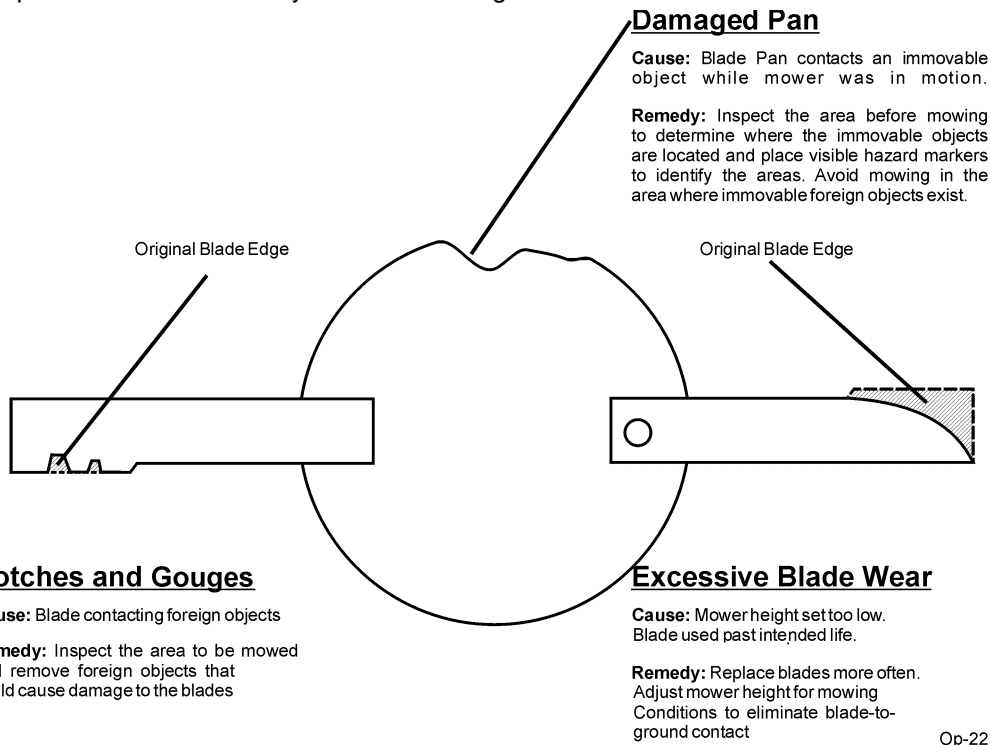 Damaged Pan
Cause: Blade Pan contacts an immovable
object while mower was in motion.
Remedy: Inspect the area before mowing
to determine where the immovable objects
are located and place visible hazard markers
to identify the areas. Avoid mowing in the
area where immovable foreign objects exist.
Original Blade Edge
Original Blade Edge
otches and Gouges
use: Blade contacting foreign objects
medy: Inspect the area to be mowed
remove foreign objects that
ld cause damage to the blades
Excessive Blade Wear
Cause: Mower height set too low.
Blade used past intended life.
Remedy: Replace blades more often.
Adjust mower height for mowing
Conditions to eliminate blade-to-
ground contact
Op-22